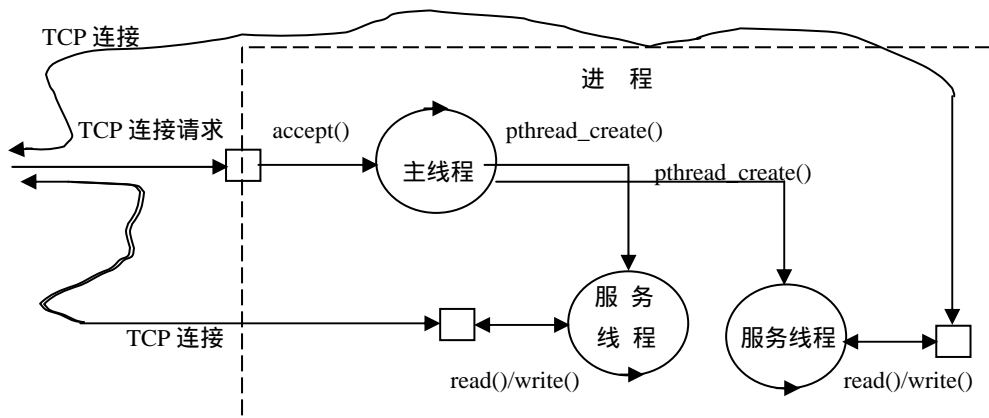 TCP 连接
进 程
TCP 连接请求
accept()
pthread_create()
主线程
pthread_create()
服 务
线 程
服务线程
TCP 连接
read()/write()
read()/write()